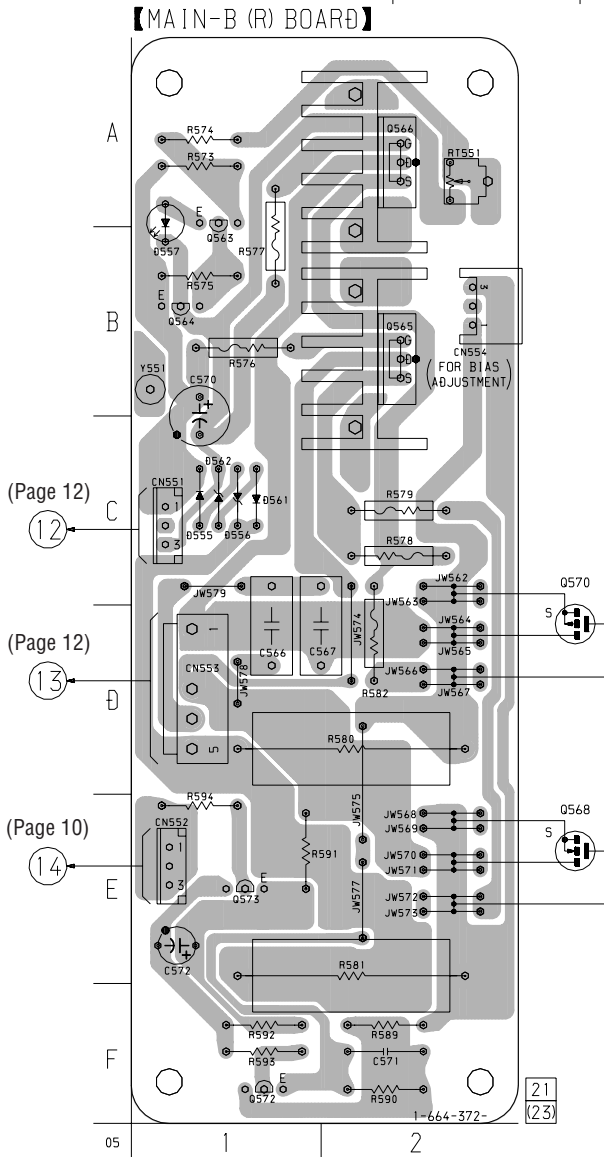 【MAIN-B (R) BOARD】
A
R574
R573
Q566
G
D
S
RT551
E
Q563
D557
R577
R575
B
E
Q564
R576
Q565
G
D
S
3
1
CN554
(FOR BIAS
ADJUSTMENT)
Y551
C570
+
D562
CN551
(Page 12)
12
C
1
3
D561
D555
D556
R579
R578
JW579
JW562
JW563
Q570
S
JW564
JW565
JW574
C566
C567
(Page 12)
13
D
1
CN553
5
JW578
R582
JW566
JW567
R580
R594
JW575
JW568
JW569
Q568
S
(Page 10)
14
E
CN552
1
3
R591
JW570
JW571
E
Q573
JW577
JW572
JW573
C572
+
R581
F
R592
R589
R593
C571
E
Q572
R590
1-664-372-
21
(23)
05
1
2